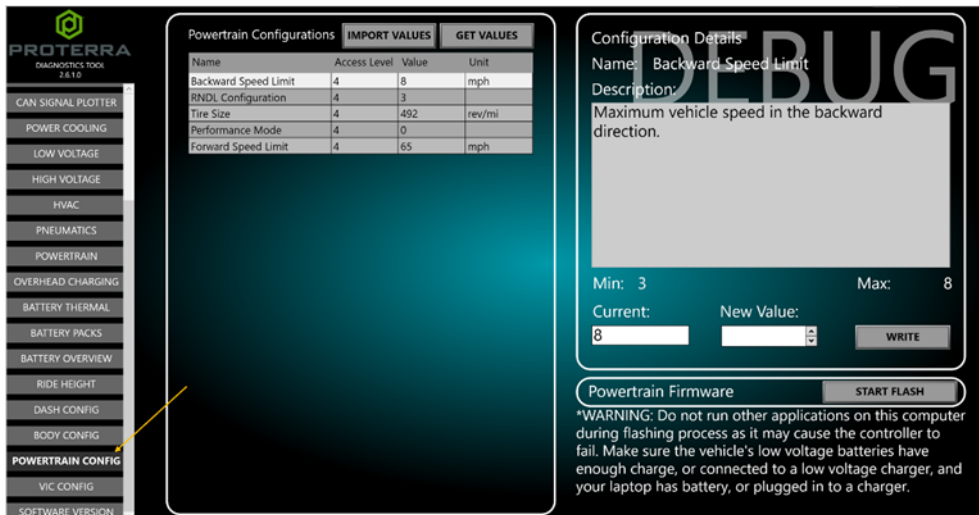 PROTERRA
DIAGNOSTICS TOOL
2.6.1.0
CAN SIGNAL PLOTTER
POWER COOLING
LOW VOLTAGE
HIGH VOLTAGE
HVAC
PNEUMATICS
POWERTRAIN
OVERHEAD CHARGING
BATTERY THERMAL
BATTERY PACKS
BATTERY OVERVIEW
RIDE HEIGHT
DASH CONFIG
BODY CONFIG
POWERTRAIN CONFIG
VIC CONFIG
SOFTWARE VERSION
Powertrain Configurations IMPORT VALUES GET VALUES
Name Access Level Value Unit
Backward Speed Limit 4 8 mph
RNDL Configuration 4 3
Tire Size 4 492 rev/mi
Performance Mode 4 0
Forward Speed Limit 4 65 mph
DEBUG
Configuration Details
Name: Backward Speed Limit
Description:
Maximum vehicle speed in the backward
direction.
Min: 3 Max: 8
Current: New Value:
8 WRITE
Powertrain Firmware START FLASH
*WARNING: Do not run other applications on this computer
during flashing process as it may cause the controller to
fail. Make sure the vehicle's low voltage batteries have
enough charge, or connected to a low voltage charger, and
your laptop has battery, or plugged in to a charger.